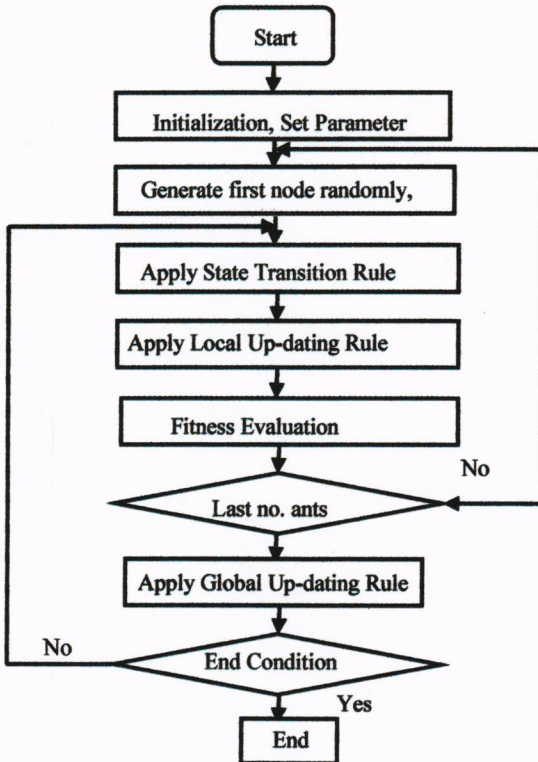 Start
Initialization, Set Parameter
Generate first node randomly,
Apply State Transition Rule
Apply Local Up-dating Rule
Fitness Evaluation
No
Last no. ants
Apply Global Up-dating Rule
No
End Condition
Yes
End